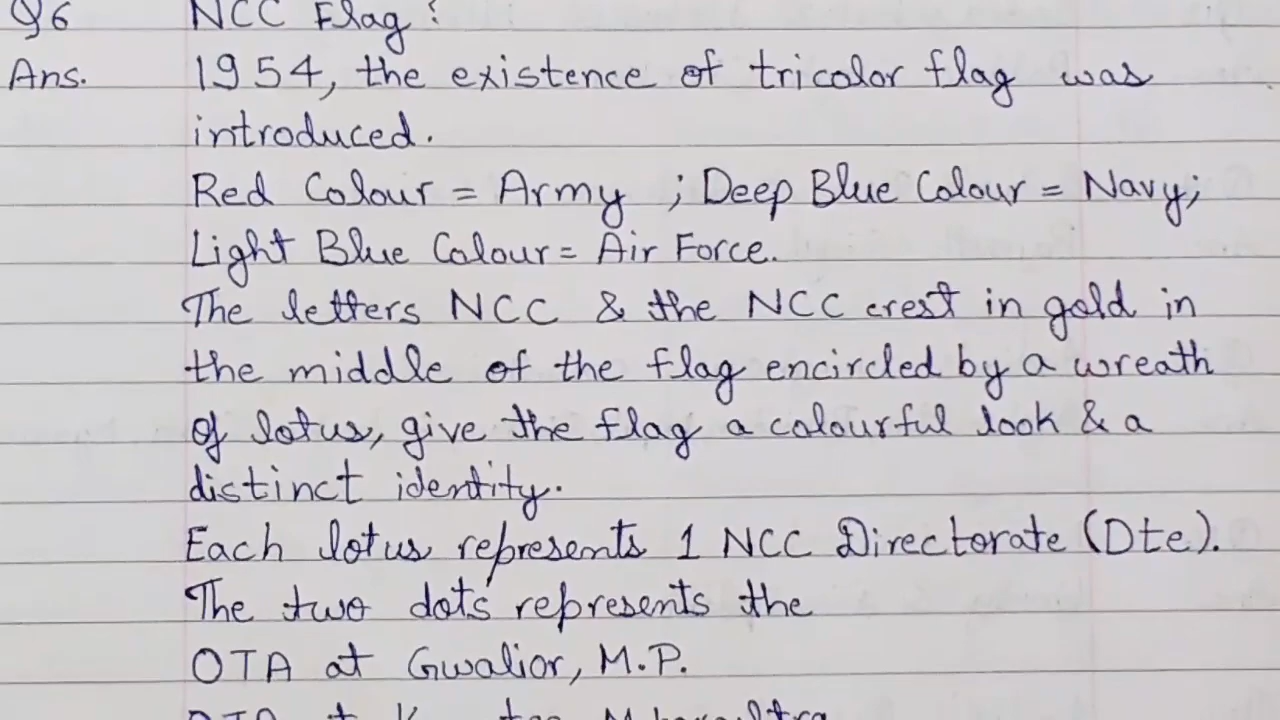 Q6 NCC Flag?
Ans. 1954, the existence of tricolor flag was
introduced.
Red Colour = Army ; Deep Blue Colour = Navy;
Light Blue Colour = Air Force.
The letters NCC & the NCC crest in gold in
the middle of the flag encircled by a wreath
of lotus, give the flag a colourful look & a
distinct identity.
Each lotus represents 1 NCC Directorate (Dte).
The two dots represents the
OTA at Gwalior, M.P.